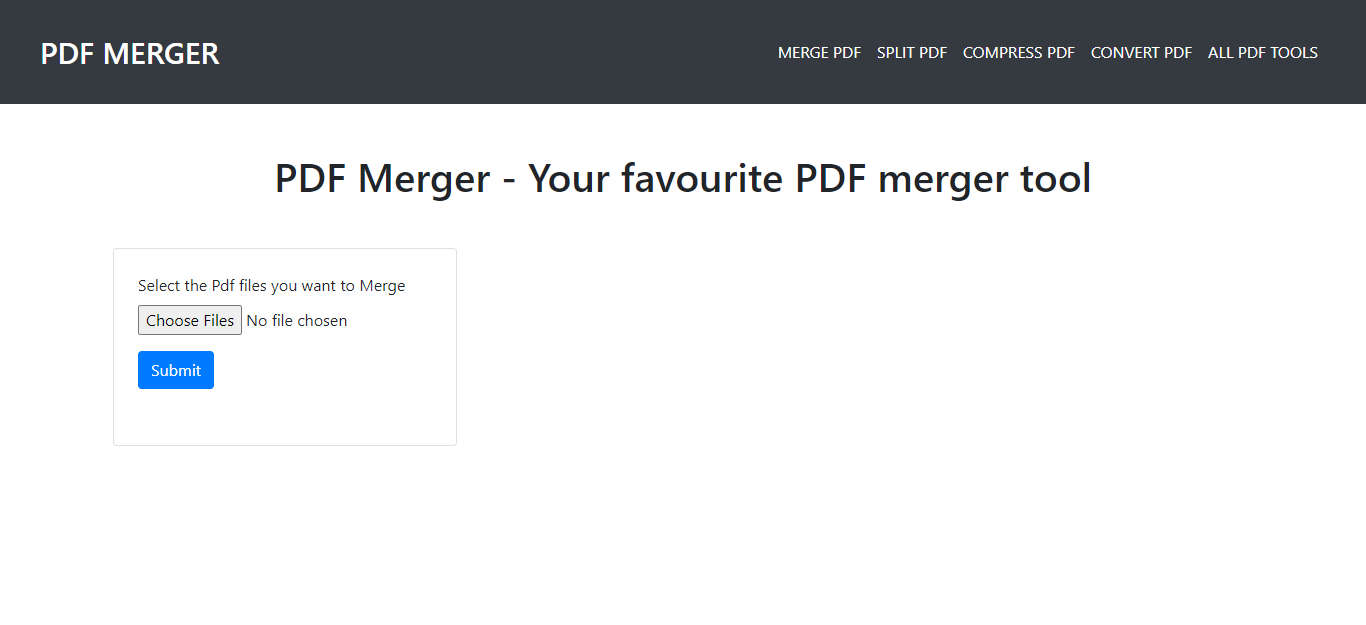 PDF MERGER
MERGE PDF SPLIT PDF COMPRESS PDF CONVERT PDF ALL PDF TOOLS
PDF Merger - Your favourite PDF merger tool
Select the Pdf files you want to Merge
Choose Files No file chosen
Submit